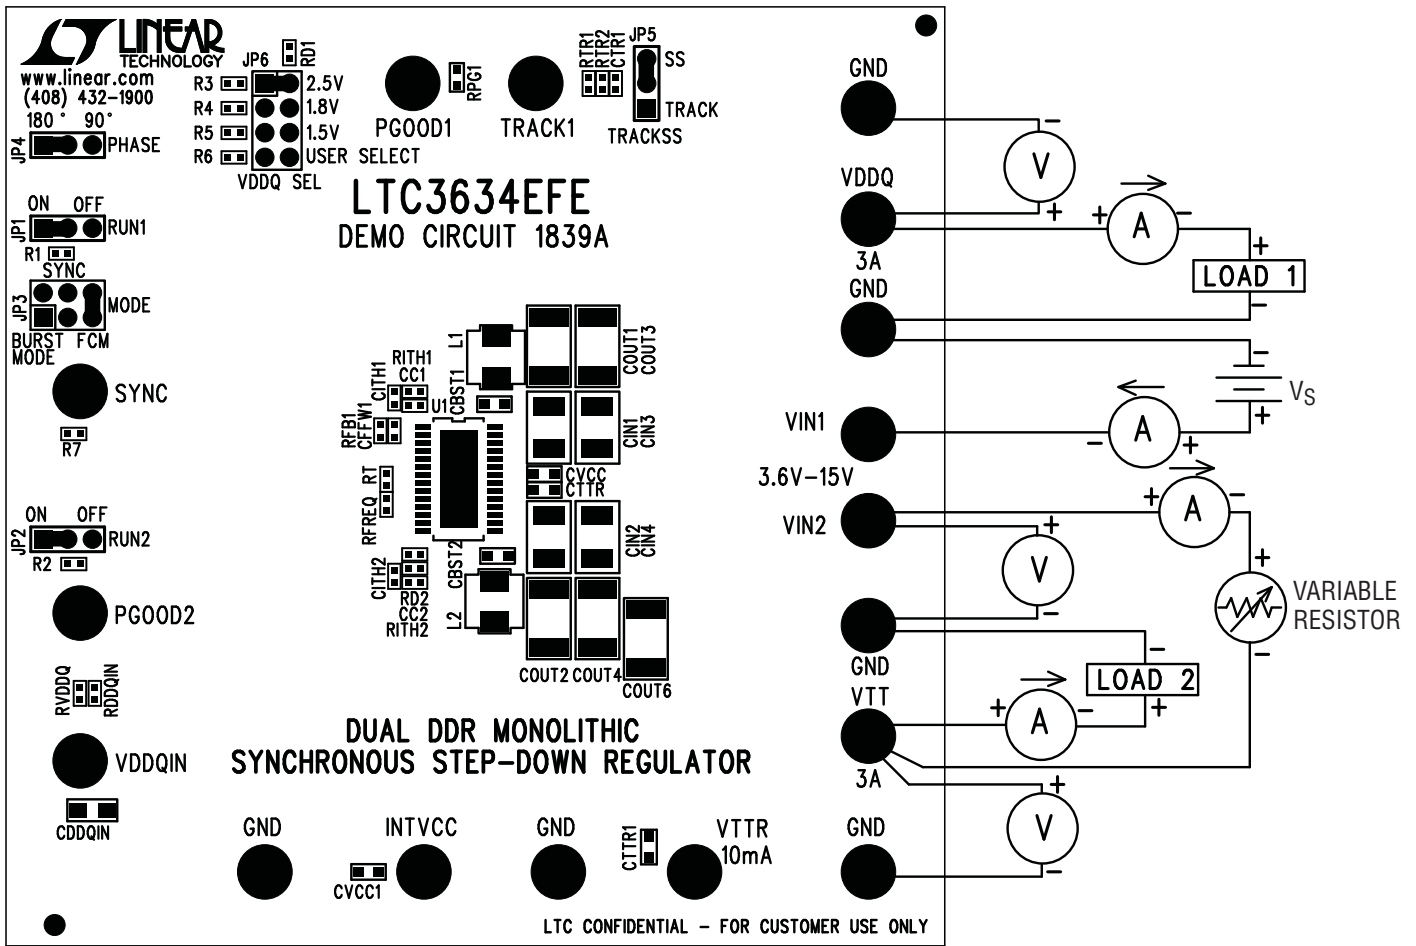 LINEAR
TECHNOLOGY
www.linear.com
(408) 432-1900
JP6
RD1
R3
2.5V
R4
1.8V
R5
1.5V
R6
USER SELECT
VDDQ SEL
PGOOD1
RPG1
TRACK1
RTR1
RTR2
CTR1
JP5
SS
TRACK
TRACKSS
180° 90°
JP4
PHASE
LTC3634EFE
DEMO CIRCUIT 1839A
ON OFF
JP1
RUN1
R1
SYNC
JP3
MODE
BURST FCM
MODE
SYNC
R7
ON OFF
JP2
RUN2
R2
PGOOD2
RVDDQ
RDDQIN
VDDQIN
CDDQIN
L1
COUT1
COUT3
RITH1
CC1
CITH1
CBST1
U1
RFB1
CFFW1
CIN1
CIN3
RT
RFREQ
CVCC
CTTR
CIN2
CIN4
CBST2
CITH2
RD2
CC2
RITH2
L2
COUT2 COUT4
COUT6
DUAL DDR MONOLITHIC
SYNCHRONOUS STEP-DOWN REGULATOR
GND
CVCC1
INTVCC
GND
CTTR1
VTTR
10mA
LTC CONFIDENTIAL - FOR CUSTOMER USE ONLY
GND
-
V
+
VDDQ
3A
+ A -
+
LOAD 1
-
GND
-
VS
+
VIN1
- A +
3.6V-15V
VIN2
+ A -
+
V
-
+
VARIABLE
RESISTOR
-
GND
-
LOAD 2
+
VTT
3A
+ A -
+
V
-
GND